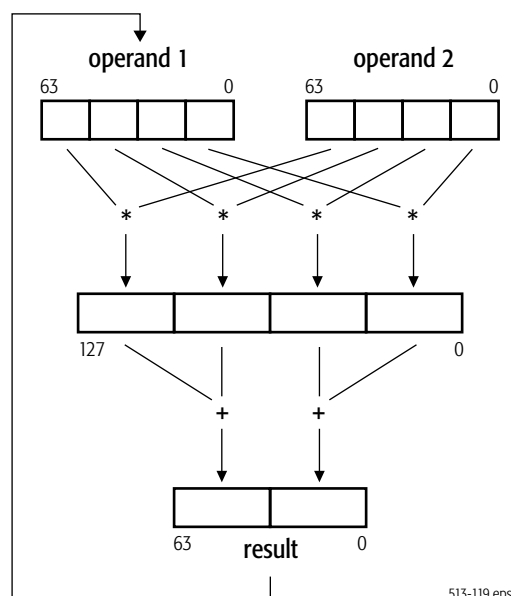 operand 1 operand 2
63 0 63 0
* * * *
127 0
+ +
63 result 0
513-119.eps